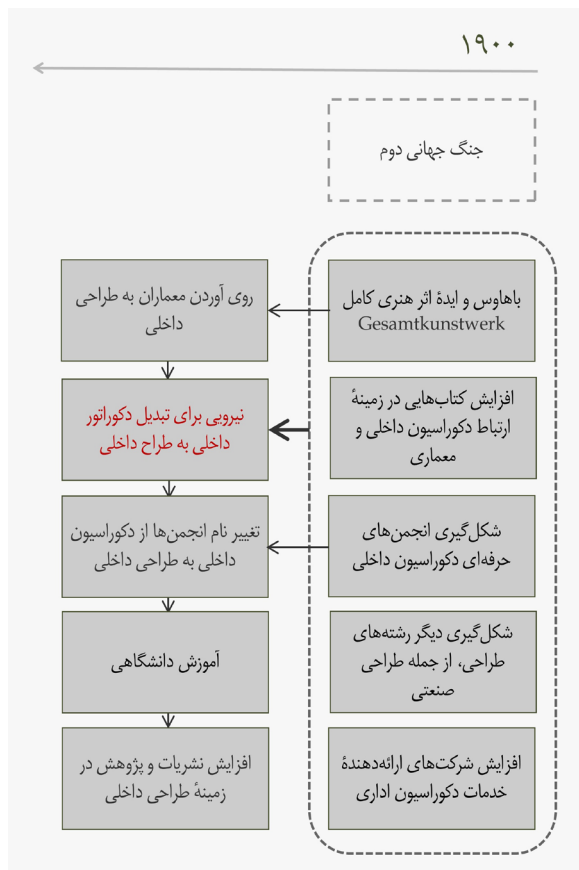 ۱۹۰۰
جنگ جهانی دوم
باهاوس و ایدهٔ اثر هنری کامل
Gesamtkunstwerk
روی آوردن معماران به طراحی
داخلی
افزایش کتاب‌هایی در زمینهٔ
ارتباط دکوراسیون داخلی و
معماری
نیرویی برای تبدیل دکوراتور
داخلی به طراح داخلی
شکل‌گیری انجمن‌های
حرفه‌ای دکوراسیون داخلی
تغییر نام انجمن‌ها از دکوراسیون
داخلی به طراحی داخلی
شکل‌گیری دیگر رشته‌های
طراحی، از جمله طراحی
صنعتی
آموزش دانشگاهی
افزایش شرکت‌های ارائه‌دهندهٔ
خدمات دکوراسیون اداری
افزایش نشریات و پژوهش در
زمینهٔ طراحی داخلی